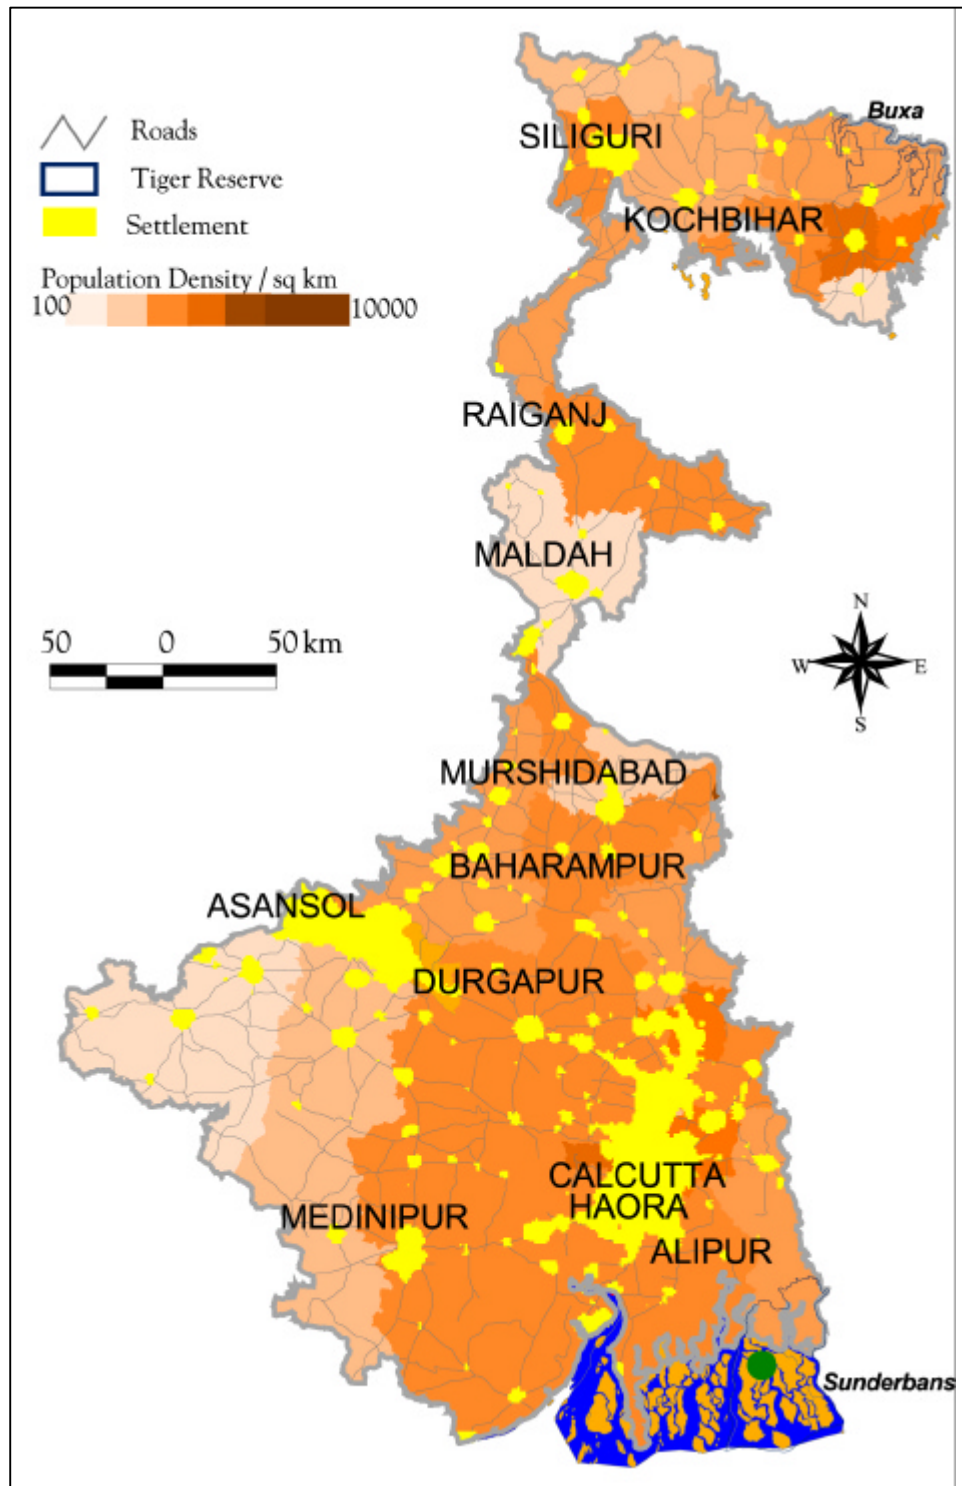 Buxa
Roads
SILIGURI
Tiger Reserve
Settlement
KOCHBIHAR
Population Density / sq km
100 10000
RAIGANJ
MALDAH
N
50 0 50 km
W E
S
MURSHIDABAD
BAHARAMPUR
ASANSOL
DURGAPUR
CALCUTTA
HAORA
MEDINIPUR
ALIPUR
Sunderbans